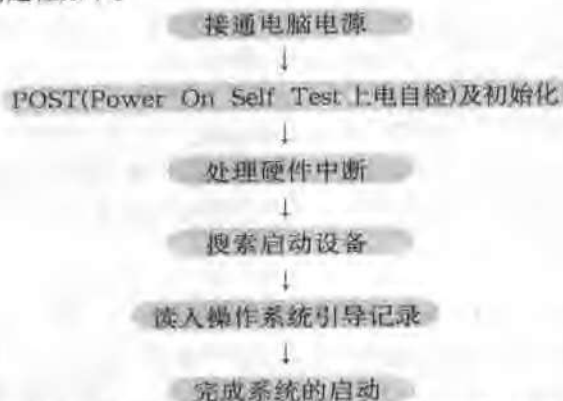 接通电脑电源
↓
POST(Power On Self Test上电自检)及初始化
↓
处理硬件中断
↓
搜索启动设备
↓
读入操作系统引导记录
↓
完成系统的启动